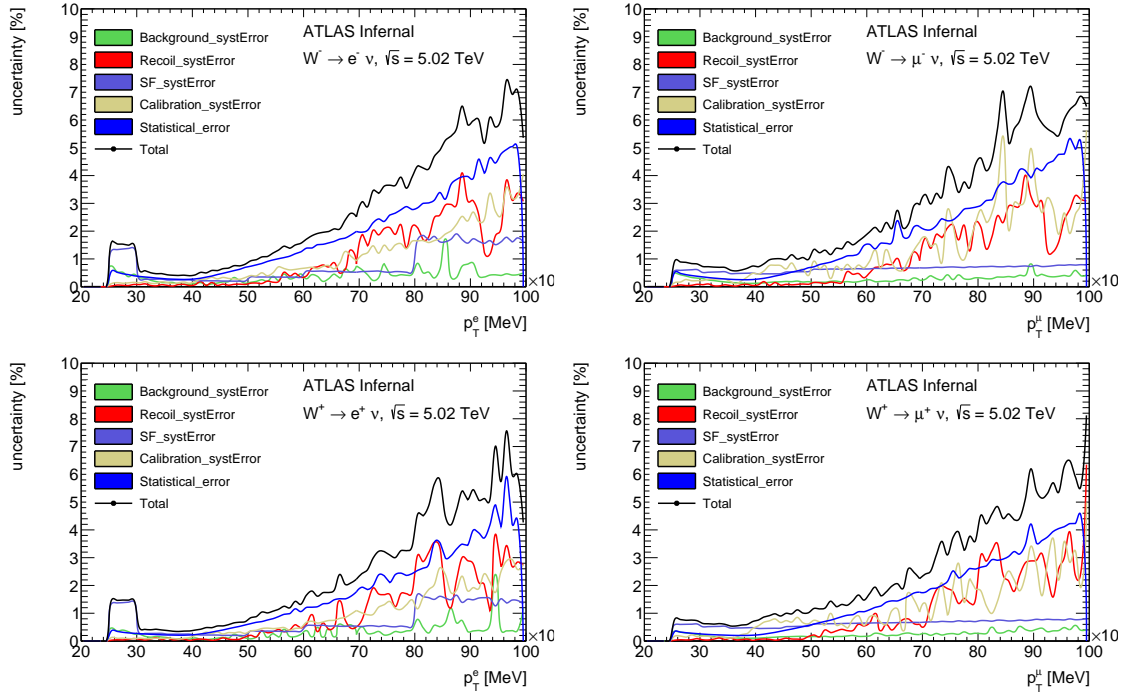 uncertainty [%]
10
9
8
7
6
5
4
3
2
1
0
Background_systError
Recoil_systError
SF_systError
Calibration_systError
Statistical_error
Total
ATLAS Infernal
W⁻ → e⁻ ν, √s = 5.02 TeV
20 30 40 50 60 70 80 90 100
×10
p_T^e [MeV]
uncertainty [%]
10
9
8
7
6
5
4
3
2
1
0
Background_systError
Recoil_systError
SF_systError
Calibration_systError
Statistical_error
Total
ATLAS Infernal
W⁻ → μ⁻ ν, √s = 5.02 TeV
20 30 40 50 60 70 80 90 100
×10
p_T^μ [MeV]
uncertainty [%]
10
9
8
7
6
5
4
3
2
1
0
Background_systError
Recoil_systError
SF_systError
Calibration_systError
Statistical_error
Total
ATLAS Infernal
W⁺ → e⁺ ν, √s = 5.02 TeV
20 30 40 50 60 70 80 90 100
×10
p_T^e [MeV]
uncertainty [%]
10
9
8
7
6
5
4
3
2
1
0
Background_systError
Recoil_systError
SF_systError
Calibration_systError
Statistical_error
Total
ATLAS Infernal
W⁺ → μ⁺ ν, √s = 5.02 TeV
20 30 40 50 60 70 80 90 100
×10
p_T^μ [MeV]